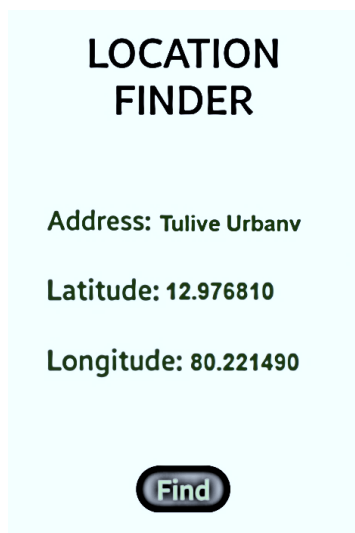 LOCATION
FINDER
Address: Tulive Urbanv
Latitude: 12.976810
Longitude: 80.221490
Find